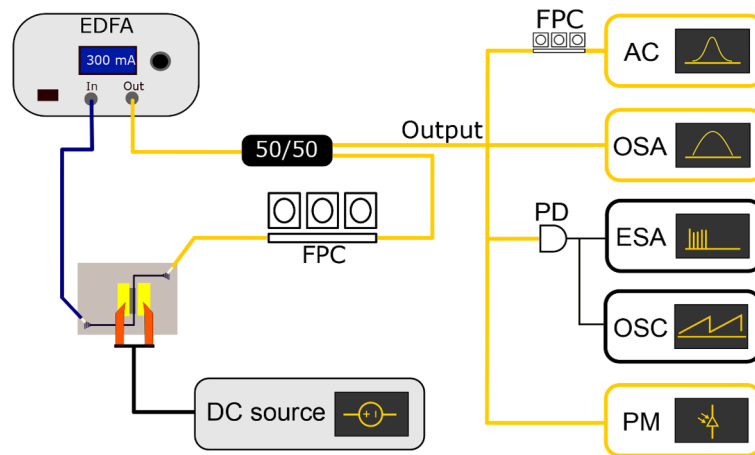 EDFA
300 mA
In
Out
50/50
Output
FPC
FPC
AC
OSA
PD
ESA
OSC
PM
DC source